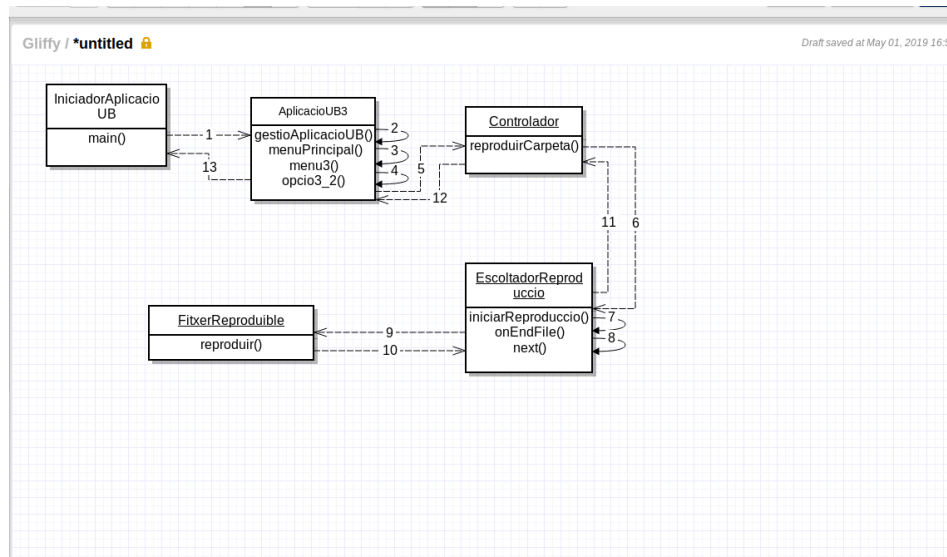 Gliffy / *untitled
Draft saved at May 01, 2019 16:5
IniciadorAplicacio
UB
main()
1
13
AplicacioUB3
gestioAplicacioUB()
menuPrincipal()
menu3()
opcio3_2()
2
3
4
5
12
Controlador
reproduirCarpeta()
11
6
EscoltadorReprod
uccio
iniciarReproduccio()
onEndFile()
next()
7
8
FitxerReproduible
reproduir()
9
10